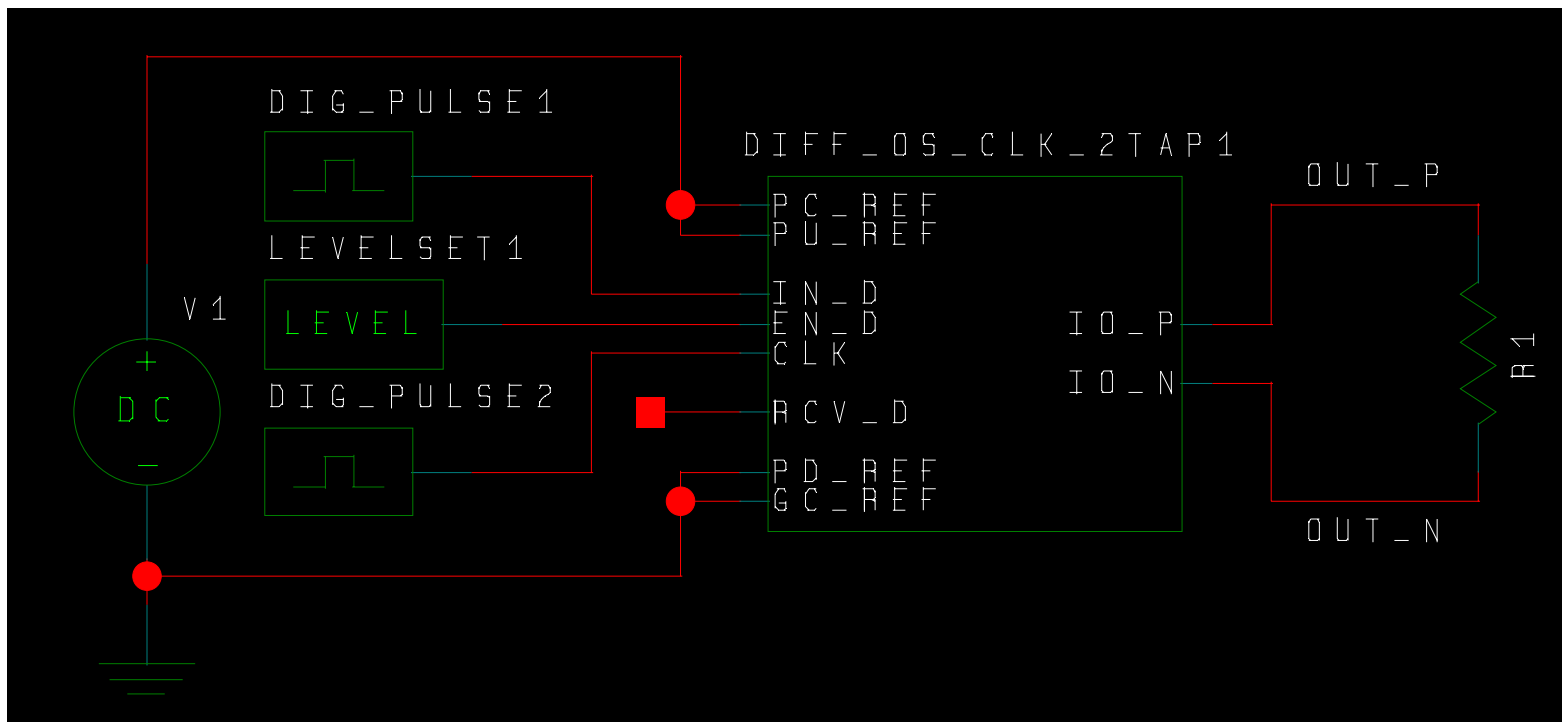 DIG_PULSE1
DIFF_OS_CLK_2TAP1
OUT_P
PC_REF
PU_REF
LEVELSET1
V1
LEVEL
IN_D
EN_D
CLK
IO_P
IO_N
R1
+
DC
DIG_PULSE2
RCV_D
PD_REF
GC_REF
OUT_N